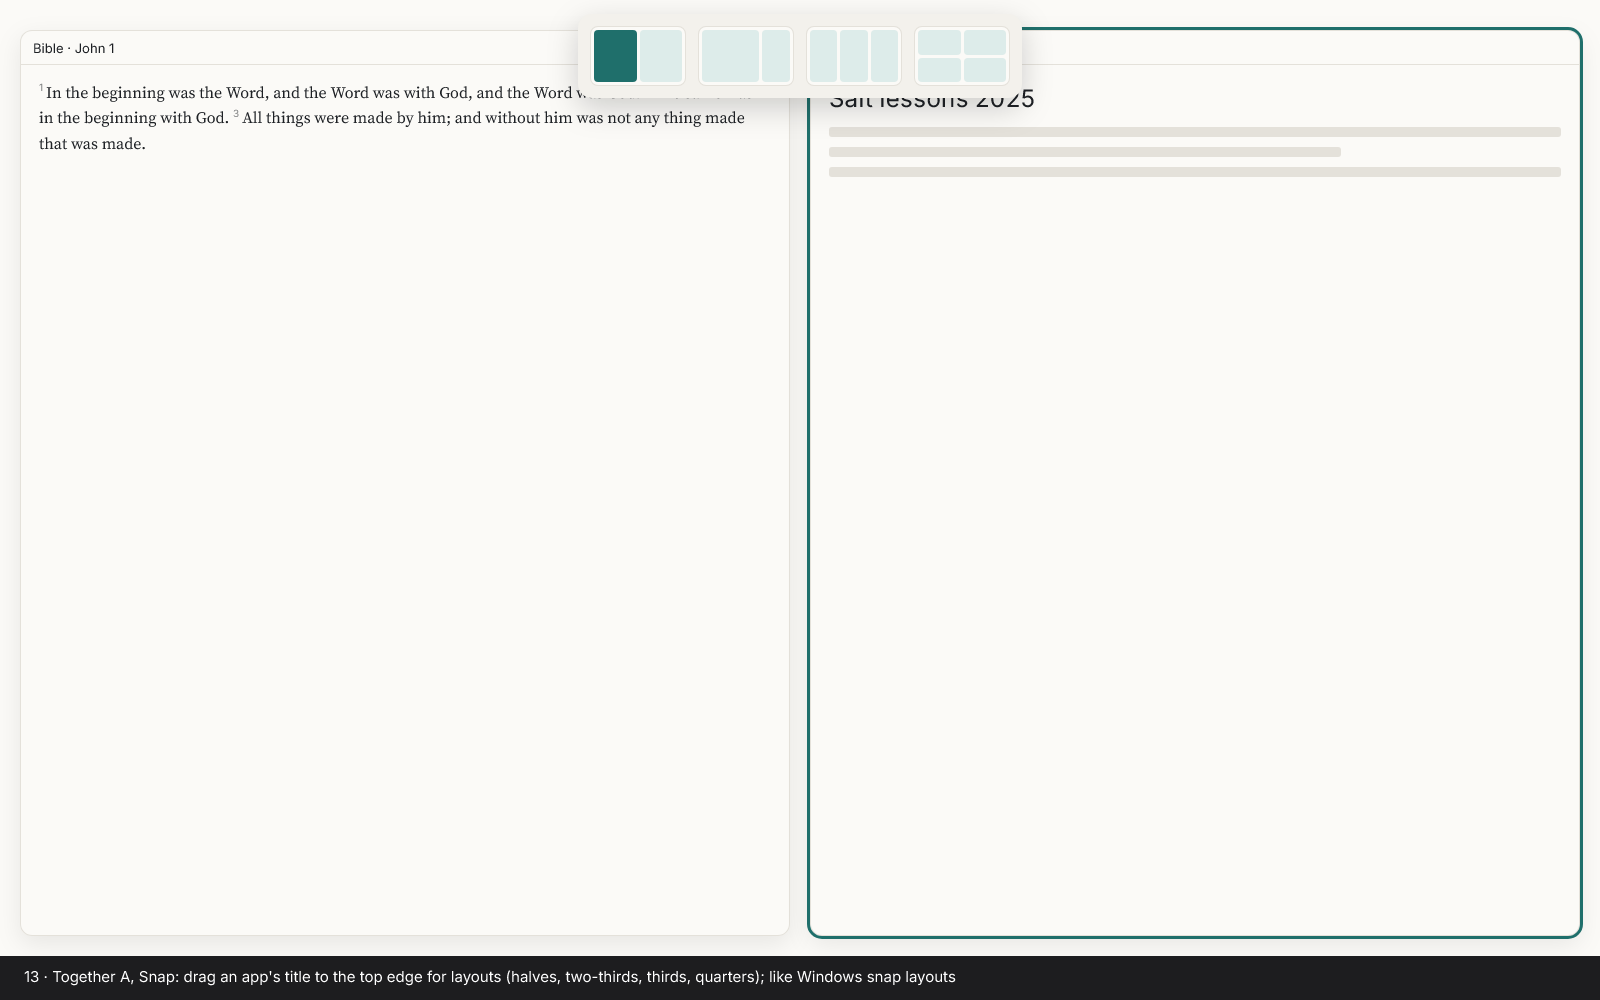 Bible · John 1
1 In the beginning was the Word, and the Word was with God, and the Word
in the beginning with God. 3 All things were made by him; and without him was not any thing made
that was made.
Salt lessons 2025
13 · Together A, Snap: drag an app's title to the top edge for layouts (halves, two-thirds, thirds, quarters); like Windows snap layouts